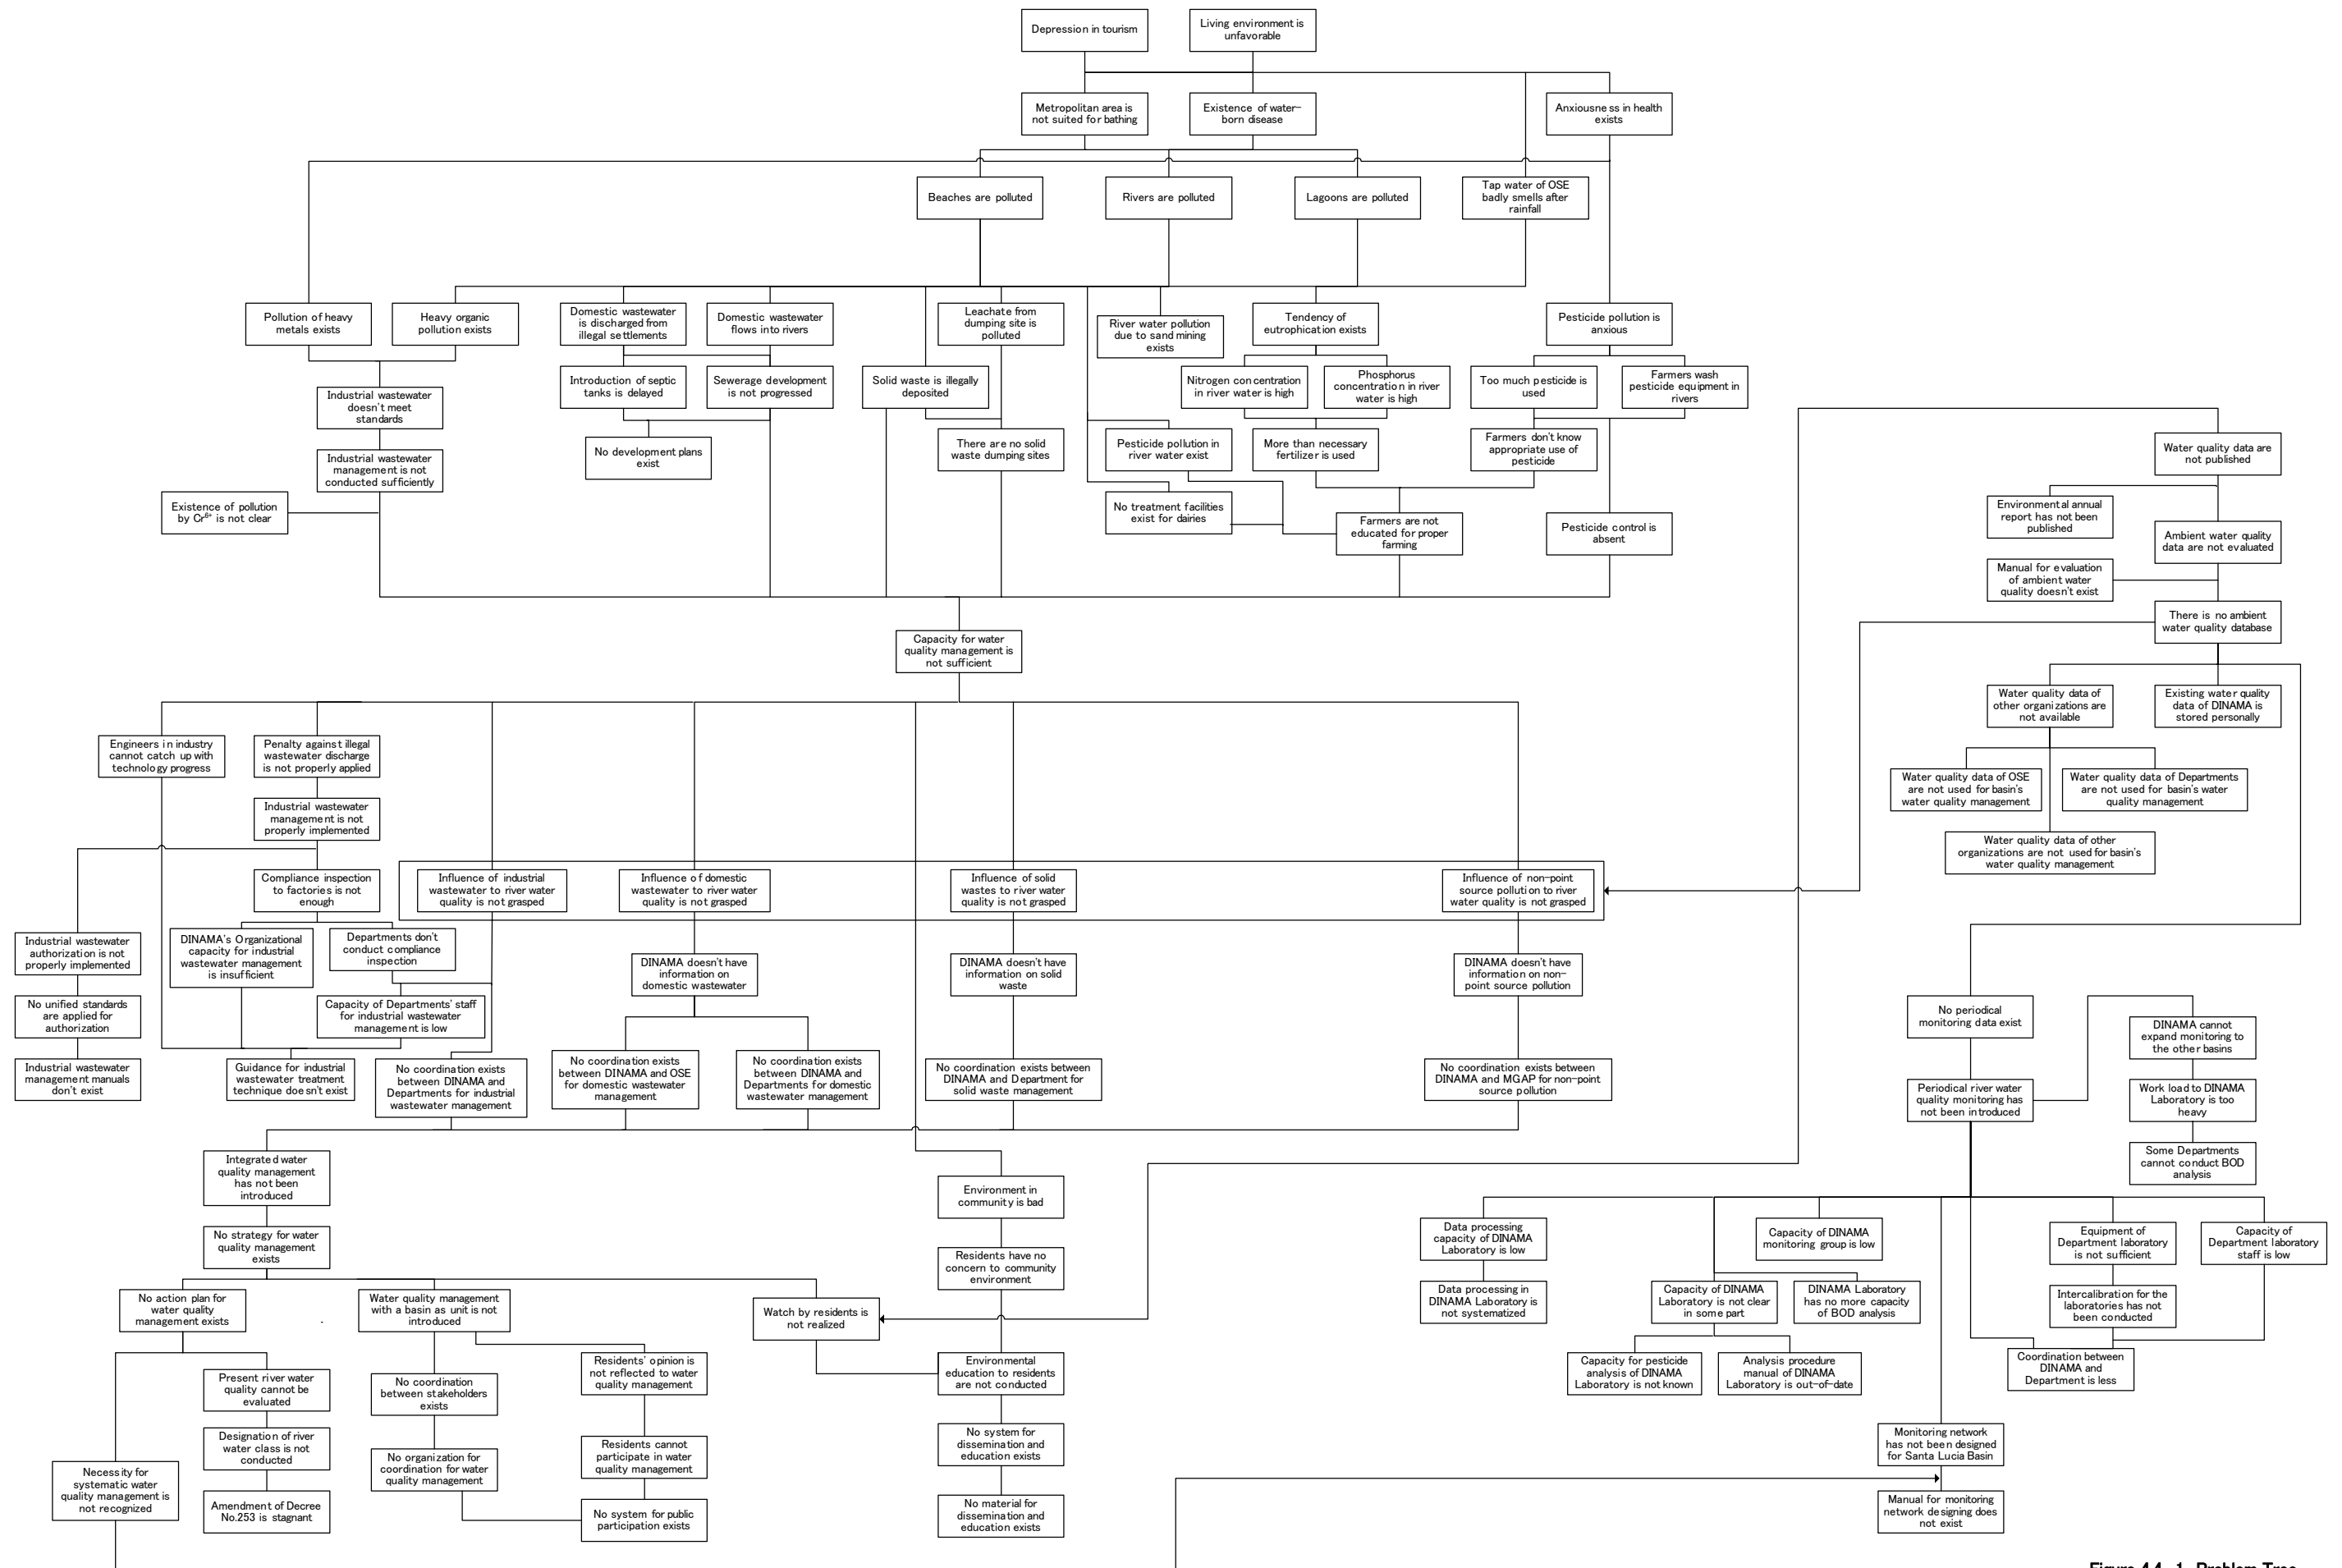 Depression in tourism
Living environment is
unfavorable
Metropolitan area is
not suited for bathing
Existence of water-
born disease
Anxiousness in health
exists
Beaches are polluted
Rivers are polluted
Lagoons are polluted
Tap water of OSE
badly smells after
rainfall
Pollution of heavy
metals exists
Heavy organic
pollution exists
Domestic wastewater
is discharged from
illegal settlements
Domestic wastewater
flows into rivers
Leachate from
dumping site is
polluted
River water pollution
due to sand mining
exists
Tendency of
eutrophication exists
Pesticide pollution is
anxious
Industrial wastewater
doesn't meet
standards
Introduction of septic
tanks is delayed
Sewerage development
is not progressed
Solid waste is illegally
deposited
Nitrogen concentration
in river water is high
Phosphorus
concentration in river
water is high
Too much pesticide is
used
Farmers wash
pesticide equipment in
rivers
Industrial wastewater
management is not
conducted sufficiently
No development plans
exist
There are no solid
waste dumping sites
Pesticide pollution in
river water exist
More than necessary
fertilizer is used
Farmers don't know
appropriate use of
pesticide
Water quality data are
not published
Existence of pollution
by Cr⁶⁺ is not clear
No treatment facilities
exist for dairies
Farmers are not
educated for proper
farming
Pesticide control is
absent
Environmental annual
report has not been
published
Ambient water quality
data are not evaluated
Manual for evaluation
of ambient water
quality doesn't exist
There is no ambient
water quality database
Capacity for water
quality management is
not sufficient
Water quality data of
other organizations are
not available
Existing water quality
data of DINAMA is
stored personally
Engineers in industry
cannot catch up with
technology progress
Penalty against illegal
wastewater discharge
is not properly applied
Water quality data of OSE
are not used for basin's
water quality management
Water quality data of Departments
are not used for basin's water
quality management
Industrial wastewater
management is not
properly implemented
Water quality data of other
organizations are not used for basin's
water quality management
Compliance inspection
to factories is not
enough
Influence of industrial
wastewater to river water
quality is not grasped
Influence of domestic
wastewater to river water
quality is not grasped
Influence of solid
wastes to river water
quality is not grasped
Influence of non-point
source pollution to river
water quality is not grasped
Industrial wastewater
authorization is not
properly implemented
DINAMA's Organizational
capacity for industrial
wastewater management
is insufficient
Departments don't
conduct compliance
inspection
DINAMA doesn't have
information on
domestic wastewater
DINAMA doesn't have
information on solid
waste
DINAMA doesn't have
information on non-
point source pollution
No unified standards
are applied for
authorization
Capacity of Departments' staff
for industrial wastewater
management is low
No periodical
monitoring data exist
DINAMA cannot
expand monitoring to
the other basins
Industrial wastewater
management manuals
don't exist
Guidance for industrial
wastewater treatment
technique doesn't exist
No coordination exists
between DINAMA and
Departments for industrial
wastewater management
No coordination exists
between DINAMA and OSE
for domestic wastewater
management
No coordination exists
between DINAMA and
Departments for domestic
wastewater management
No coordination exists between
DINAMA and Department for
solid waste management
No coordination exists between
DINAMA and MGAP for non-point
source pollution
Periodical river water
quality monitoring has
not been introduced
Work load to DINAMA
Laboratory is too
heavy
Some Departments
cannot conduct BOD
analysis
Integrated water
quality management
has not been
introduced
Environment in
community is bad
No strategy for water
quality management
exists
Residents have no
concern to community
environment
Data processing
capacity of DINAMA
Laboratory is low
Capacity of DINAMA
monitoring group is low
Equipment of
Department laboratory
is not sufficient
Capacity of
Department laboratory
staff is low
No action plan for
water quality
management exists
Water quality management
with a basin as unit is not
introduced
Watch by residents is
not realized
Data processing in
DINAMA Laboratory is
not systematized
Capacity of DINAMA
Laboratory is not clear
in some part
DINAMA Laboratory
has no more capacity
of BOD analysis
Intercalibration for the
laboratories has not
been conducted
Present river water
quality cannot be
evaluated
No coordination
between stakeholders
exists
Residents' opinion is
not reflected to water
quality management
Environmental
education to residents
are not conducted
Capacity for pesticide
analysis of DINAMA
Laboratory is not known
Analysis procedure
manual of DINAMA
Laboratory is out-of-date
Coordination between
DINAMA and
Department is less
Necessity for
systematic water
quality management is
not recognized
Designation of river
water class is not
conducted
No organization for
coordination for water
quality management
Residents cannot
participate in water
quality management
No system for
dissemination and
education exists
Monitoring network
has not been designed
for Santa Lucia Basin
Amendment of Decree
No.253 is stagnant
No system for public
participation exists
No material for
dissemination and
education exists
Manual for monitoring
network designing does
not exist
Figure 4.4-1 Problem Tree